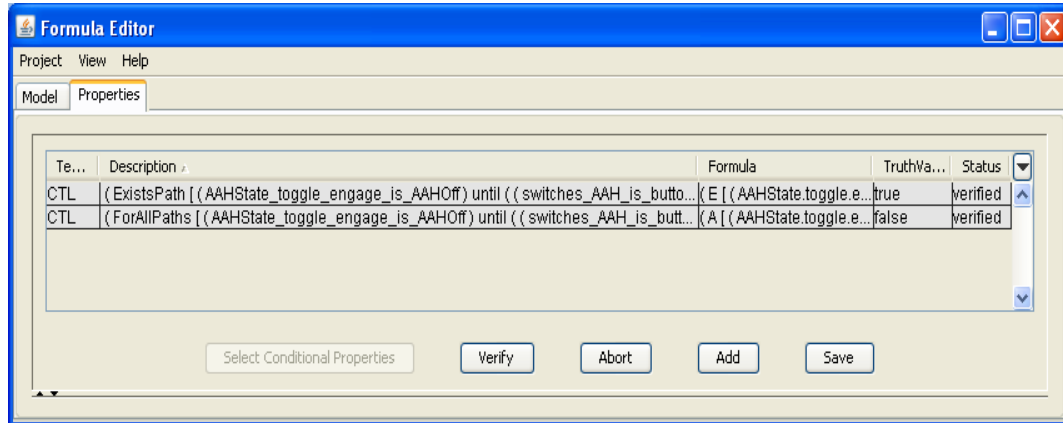 Formula Editor
Project View Help
Model Properties
Te... Description Formula TruthVa... Status
CTL ( ExistsPath [ ( AAHState_toggle_engage_is_AAHOff ) until ( ( switches_AAH_is_butto... ( E [ ( AAHState.toggle.e... true verified
CTL ( ForAllPaths [ ( AAHState_toggle_engage_is_AAHOff ) until ( ( switches_AAH_is_butt... ( A [ ( AAHState.toggle.e... false verified
Select Conditional Properties Verify Abort Add Save